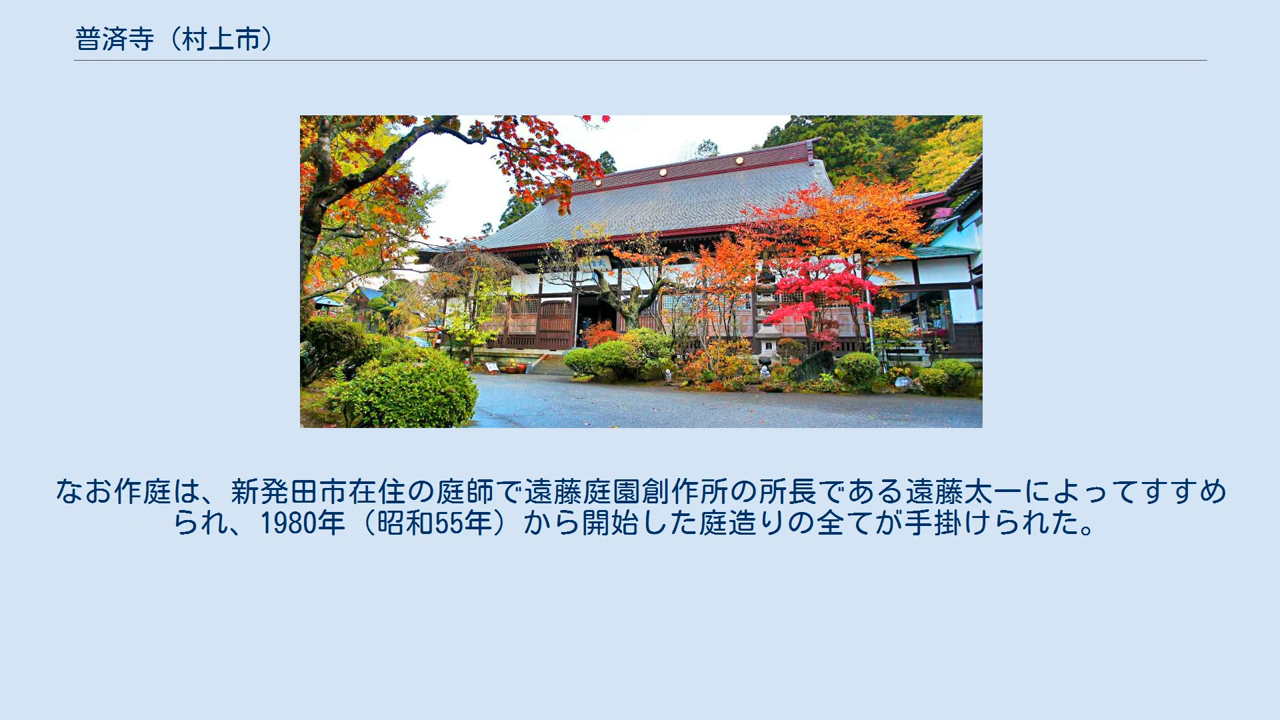 普済寺（村上市）
なお作庭は、新発田市在住の庭師で遠藤庭園創作所の所長である遠藤太一によってすすめ
られ、1980年（昭和55年）から開始した庭造りの全てが手掛けられた。